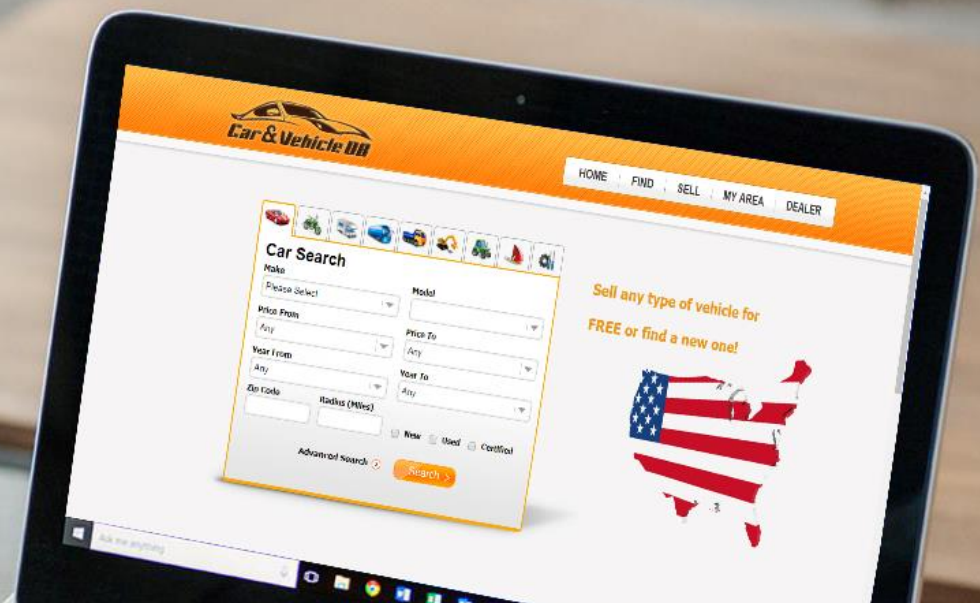 Car & Vehicle UB
HOME FIND SELL MY AREA DEALER
Car Search
Make
Model
Please Select
Price From
Price To
Any
Any
Year From
Year To
Any
Any
Zip Code
Radius (Miles)
New Used Certified
Advanced Search
Search >
Sell any type of vehicle for
FREE or find a new one!
Ask me anything